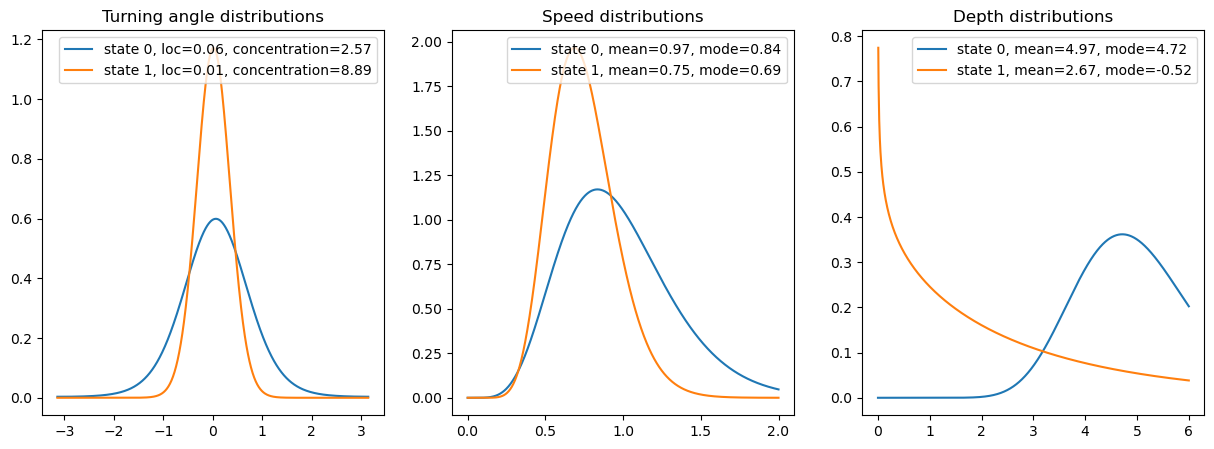 Turning angle distributions
state 0, loc=0.06, concentration=2.57
state 1, loc=0.01, concentration=8.89
1.2
1.0
0.8
0.6
0.4
0.2
0.0
−3 −2 −1 0 1 2 3
Speed distributions
state 0, mean=0.97, mode=0.84
state 1, mean=0.75, mode=0.69
2.00
1.75
1.50
1.25
1.00
0.75
0.50
0.25
0.00
0.0 0.5 1.0 1.5 2.0
Depth distributions
state 0, mean=4.97, mode=4.72
state 1, mean=2.67, mode=-0.52
0.8
0.7
0.6
0.5
0.4
0.3
0.2
0.1
0.0
0 1 2 3 4 5 6